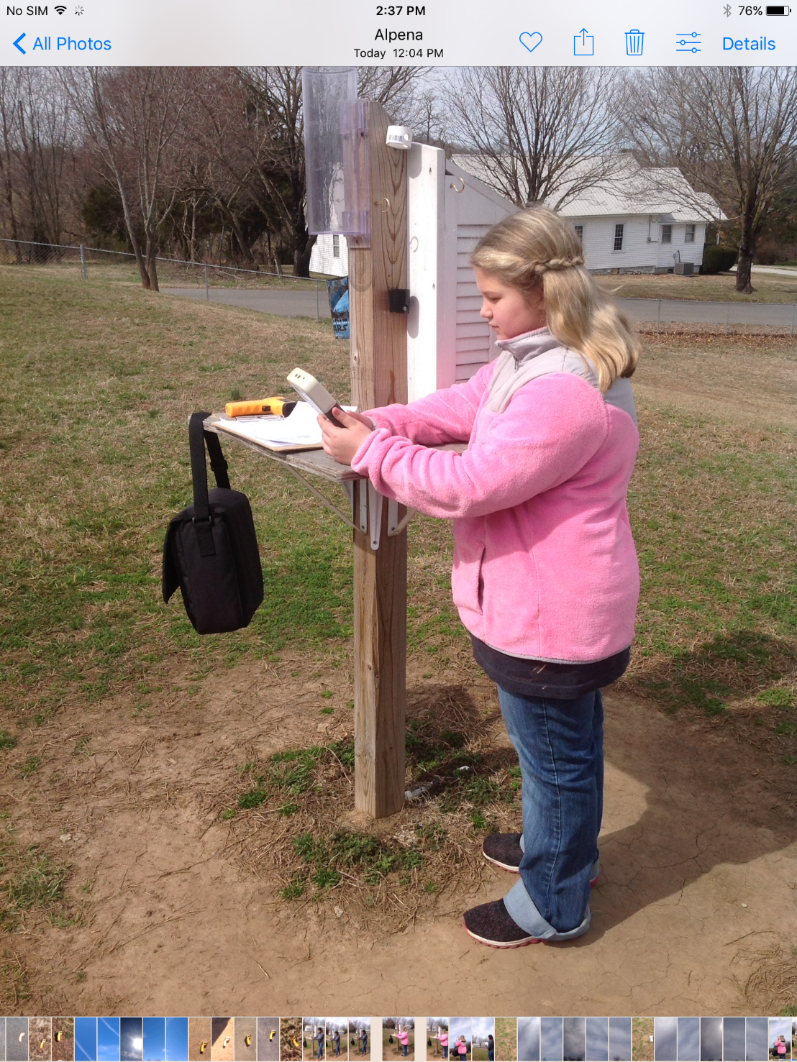 No SIM 2:37 PM 76%
All Photos Alpena Details
Today 12:04 PM